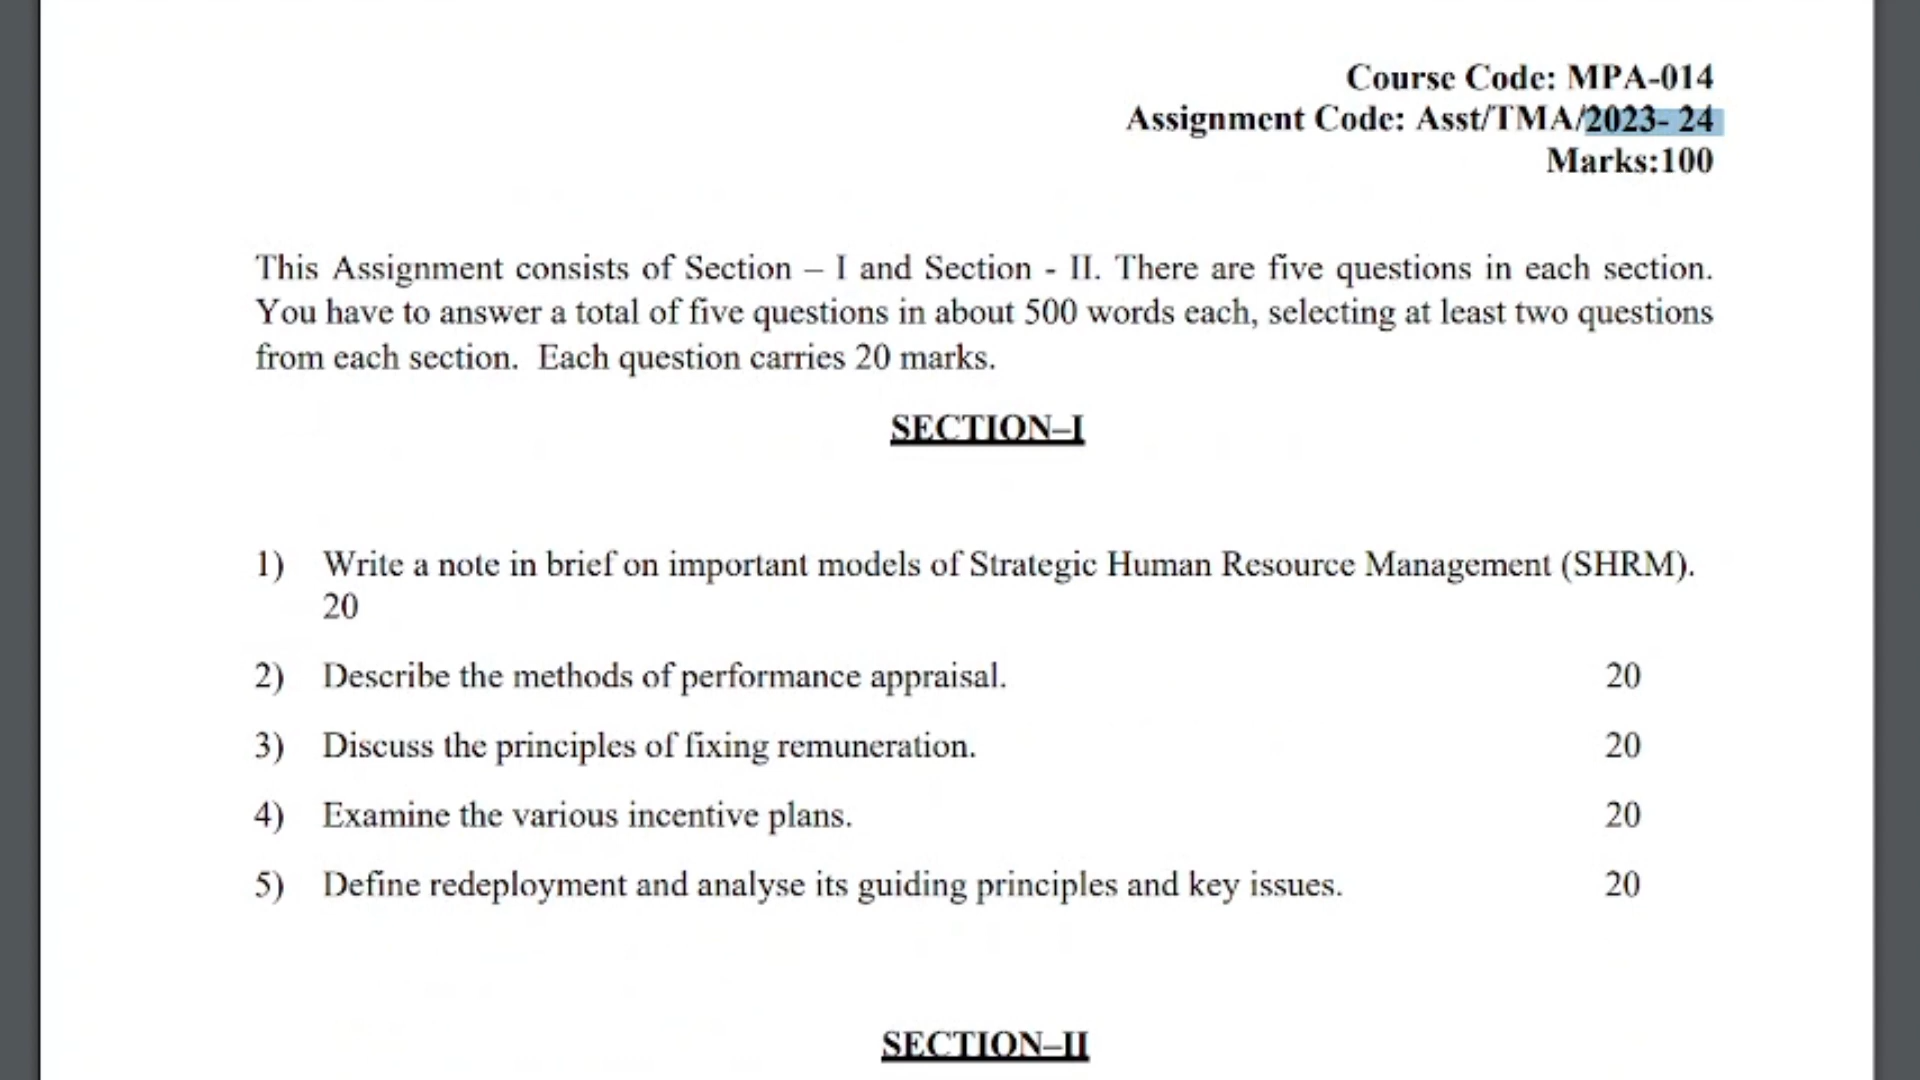 Course Code: MPA-014
Assignment Code: Asst/TMA/2023- 24
Marks:100
This Assignment consists of Section – I and Section - II. There are five questions in each section.
You have to answer a total of five questions in about 500 words each, selecting at least two questions
from each section. Each question carries 20 marks.
SECTION–I
1) Write a note in brief on important models of Strategic Human Resource Management (SHRM).
20
2) Describe the methods of performance appraisal. 20
3) Discuss the principles of fixing remuneration. 20
4) Examine the various incentive plans. 20
5) Define redeployment and analyse its guiding principles and key issues. 20
SECTION–II